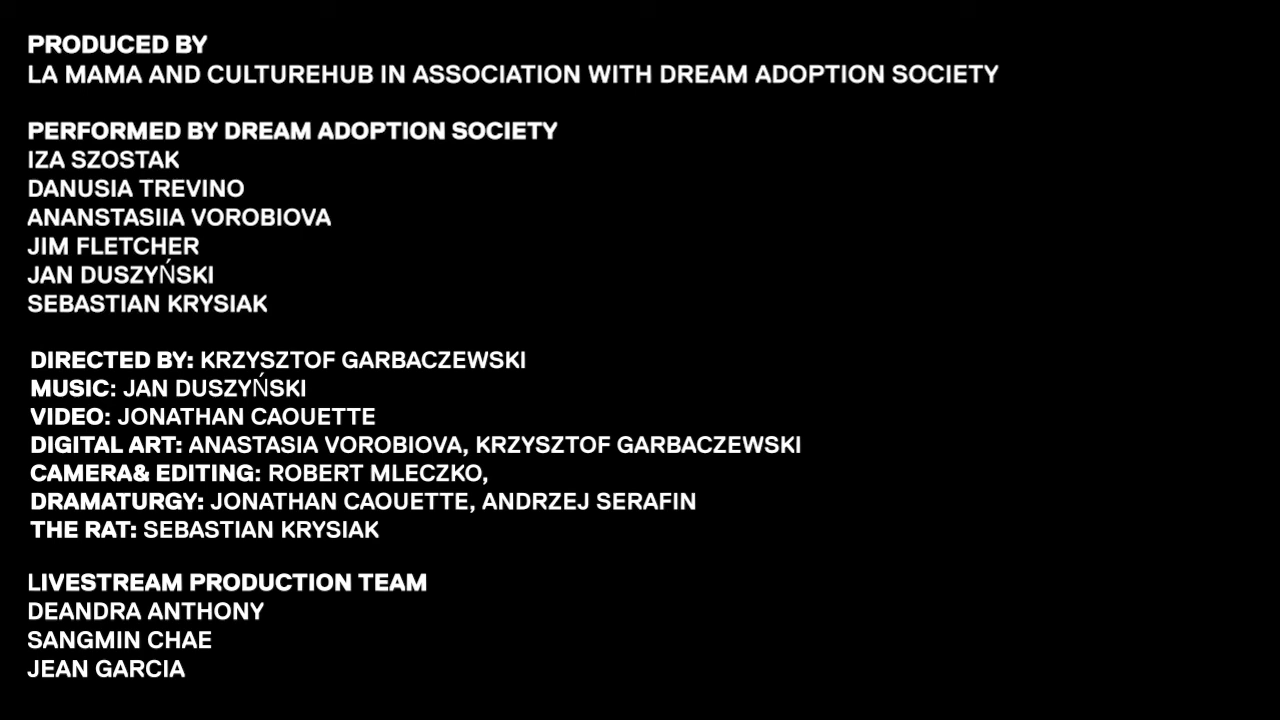 PRODUCED BY
LA MAMA AND CULTUREHUB IN ASSOCIATION WITH DREAM ADOPTION SOCIETY
PERFORMED BY DREAM ADOPTION SOCIETY
IZA SZOSTAK
DANUSIA TREVINO
ANANSTASIIA VOROBIOVA
JIM FLETCHER
JAN DUSZYŃSKI
SEBASTIAN KRYSIAK
DIRECTED BY: KRZYSZTOF GARBACZEWSKI
MUSIC: JAN DUSZYŃSKI
VIDEO: JONATHAN CAOUETTE
DIGITAL ART: ANASTASIA VOROBIOVA, KRZYSZTOF GARBACZEWSKI
CAMERA& EDITING: ROBERT MLECZKO,
DRAMATURGY: JONATHAN CAOUETTE, ANDRZEJ SERAFIN
THE RAT: SEBASTIAN KRYSIAK
LIVESTREAM PRODUCTION TEAM
DEANDRA ANTHONY
SANGMIN CHAE
JEAN GARCIA